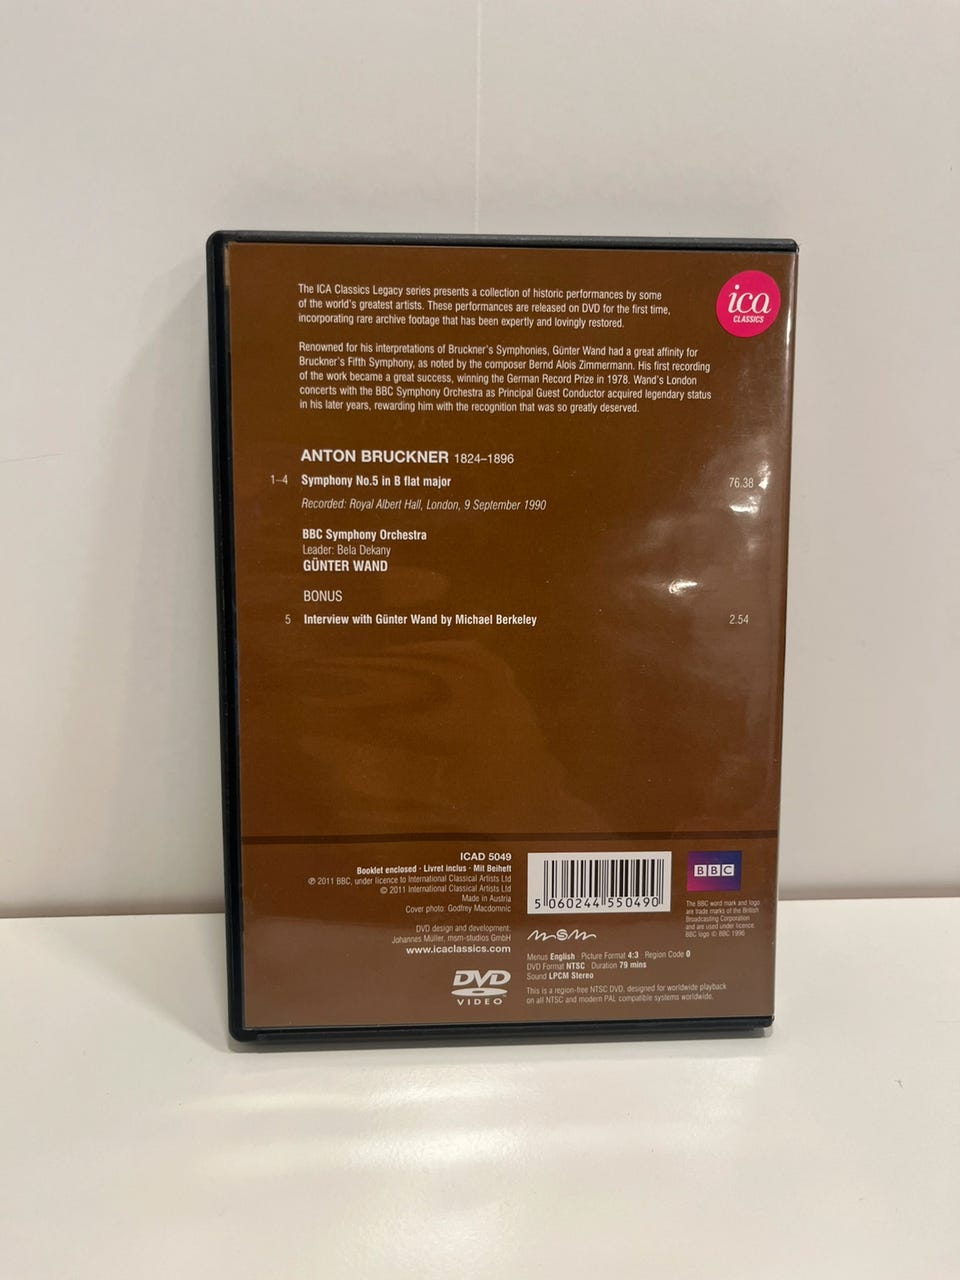 The ICA Classics Legacy series presents a collection of historic performances by some
of the world's greatest artists. These performances are released on DVD for the first time,
incorporating rare archive footage that has been expertly and lovingly restored.
ica
CLASSICS
Renowned for his interpretations of Bruckner's Symphonies, Günter Wand had a great affinity for
Bruckner's Fifth Symphony, as noted by the composer Bernd Alois Zimmermann. His first recording
of the work became a great success, winning the German Record Prize in 1978. Wand's London
concerts with the BBC Symphony Orchestra as Principal Guest Conductor acquired legendary status
in his later years, rewarding him with the recognition that was so greatly deserved.
ANTON BRUCKNER 1824–1896
1–4 Symphony No.5 in B flat major 76.38
Recorded: Royal Albert Hall, London, 9 September 1990
BBC Symphony Orchestra
Leader: Bela Dekany
GÜNTER WAND
BONUS
5 Interview with Günter Wand by Michael Berkeley 2.54
ICAD 5049
Booklet enclosed · Livret inclus · Mit Beiheft
℗ 2011 BBC, under licence to International Classical Artists Ltd
© 2011 International Classical Artists Ltd
Made in Austria
Cover photo: Godfrey Macdomnic
DVD design and development:
Johannes Müller, msm-studios GmbH
www.icaclassics.com
DVD
VIDEO
5 060244 550490
msm
Menus English · Picture Format 4:3 · Region Code 0
DVD Format NTSC · Duration 79 mins
Sound LPCM Stereo
This is a region-free NTSC DVD, designed for worldwide playback
on all NTSC and modern PAL compatible systems worldwide.
BBC
The BBC word mark and logo
are trade marks of the British
Broadcasting Corporation
and are used under licence.
BBC logo © BBC 1996